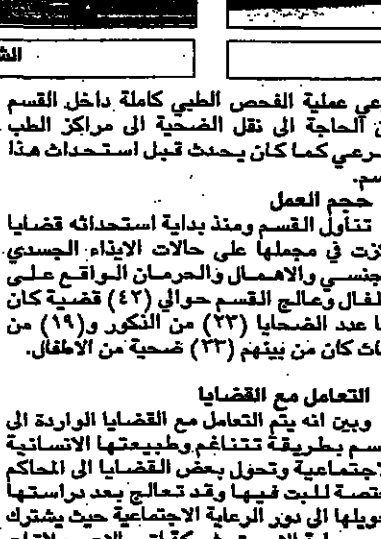 الش
عي عملية الفحص الطبي كاملة داخل القسم
الحاجة الى نقل الضحية الى مراكز الطب
رعي كما كان يحدث قبل استحداث هذا
سم.
حجم العمل
تناول القسم ومنذ بداية استحداثه قضايا
كزت في مجملها على حالات الايذاء الجسدي
جنسي والاهمال والحرمان الواقع على
لفال وعالج القسم حوالي (٤٢) قضية كان
ا عدد الضحايا (٢٣) من الذكور و(١٩) من
ناث كان من بينهم (٣٣) ضحية من الاطفال.
التعامل مع القضايا
وبين انه يتم التعامل مع القضايا الواردة الى
سم بطريقة تتناغم وطبيعتها الانسانية
لاجتماعية وتحول بعض القضايا الى المحاكم
ختصة للبت فيها وقد تعالج بعد دراستها
حويلها الى دور الرعاية الاجتماعية حيث يشترك